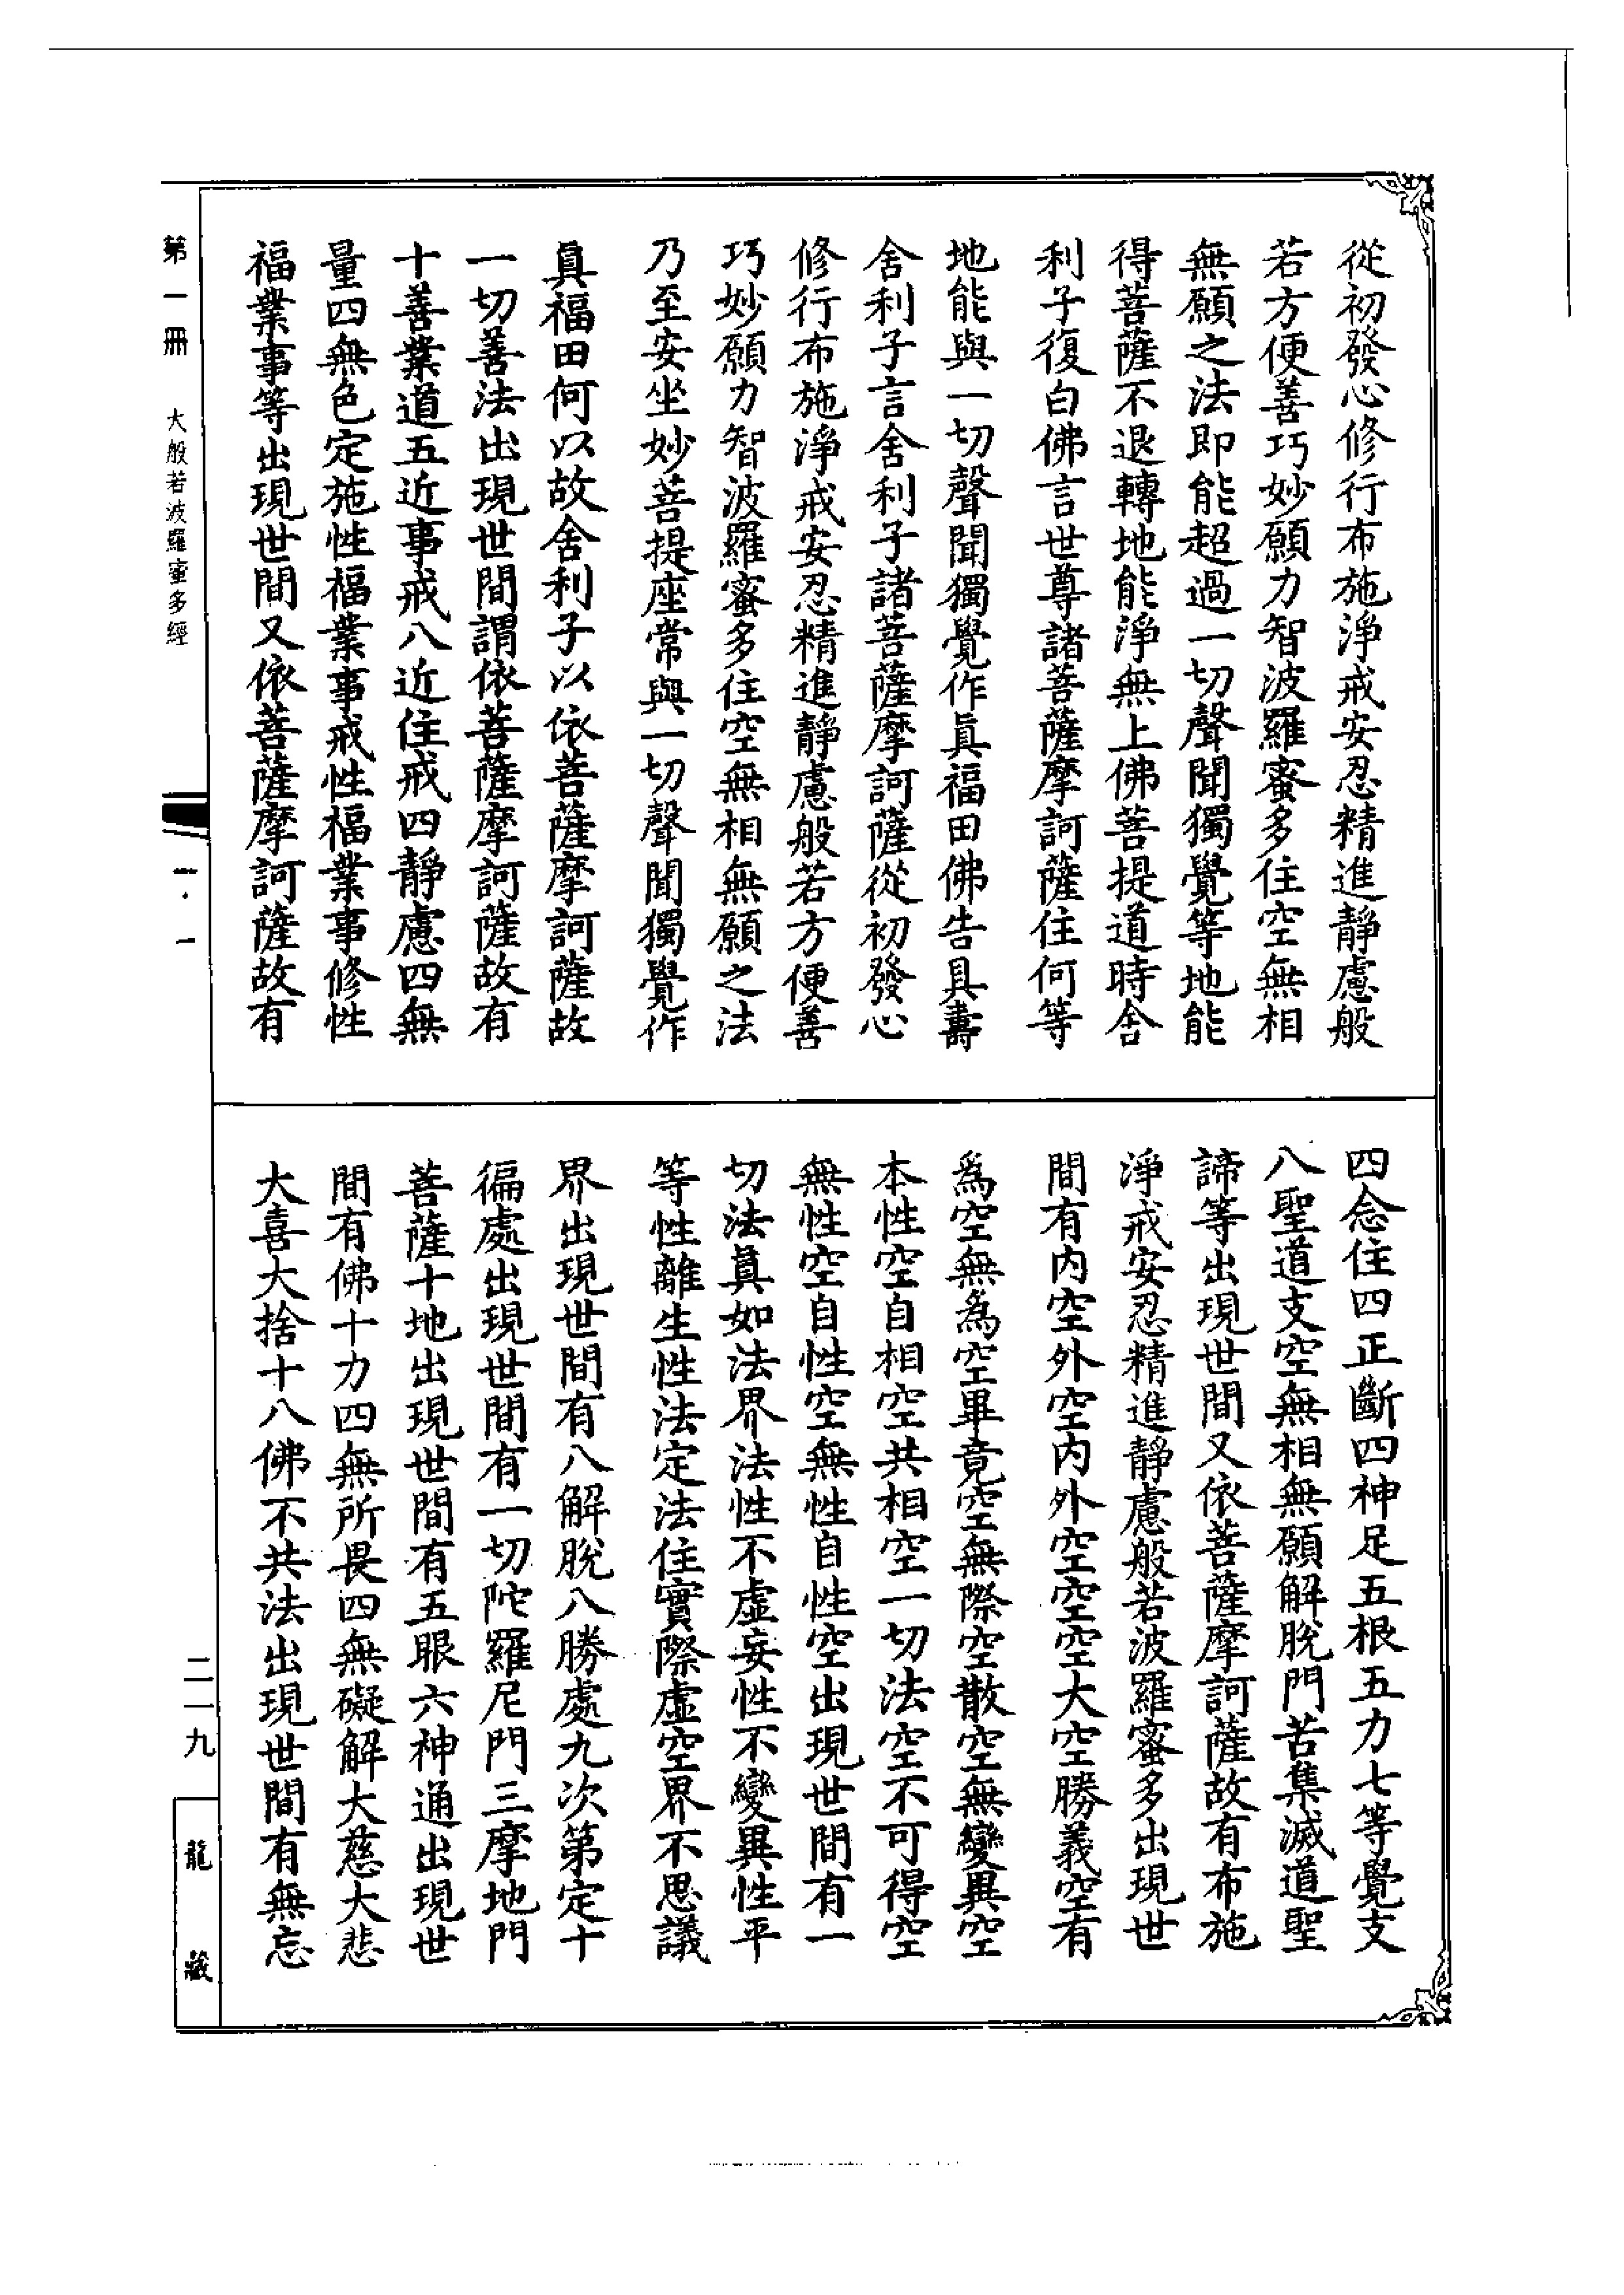 從初發心修行布施淨戒安忍精進靜慮般
若方便善巧妙願力智波羅蜜多住空無相
無願之法即能超過一切聲聞獨覺等地能
得菩薩不退轉地能淨無上佛菩提道時舍
利子復白佛言世尊諸菩薩摩訶薩住何等
地能與一切聲聞獨覺作眞福田佛告具壽
舍利子言舍利子諸菩薩摩訶薩從初發心
修行布施淨戒安忍精進靜慮般若方便善
巧妙願力智波羅蜜多住空無相無願之法
乃至安坐妙菩提座常與一切聲聞獨覺作
眞福田何以故舍利子以依菩薩摩訶薩故
一切善法出現世間謂依菩薩摩訶薩故有
十善業道五近事戒八近住戒四靜慮四無
量四無色定施性福業事戒性福業事修性
福業事等出現世間又依菩薩摩訶薩故有
四念住四正斷四神足五根五力七等覺支
八聖道支空無相無願解脫門苦集滅道聖
諦等出現世間又依菩薩摩訶薩故有布施
淨戒安忍精進靜慮般若波羅蜜多出現世
間有內空外空內外空空空大空勝義空有
爲空無爲空畢竟空無際空散空無變異空
本性空自相空共相空一切法空不可得空
無性空自性空無性自性空出現世間有一
切法眞如法界法性不虛妄性不變異性平
等性離生性法定法住實際虛空界不思議
界出現世間有八解脫八勝處九次第定十
徧處出現世間有一切陀羅尼門三摩地門
菩薩十地出現世間有五眼六神通出現世
間有佛十力四無所畏四無礙解大慈大悲
大喜大捨十八佛不共法出現世間有無忘
第一冊 大般若波羅蜜多經
一·一
二一九
龍藏